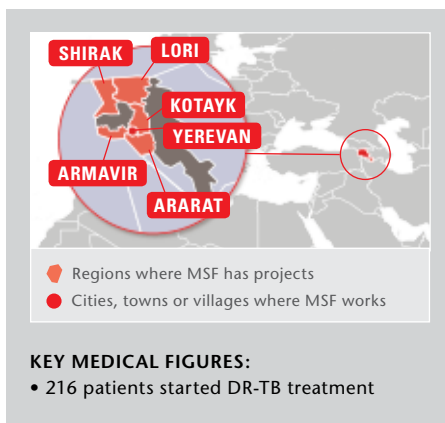 SHIRAK
LORI
KOTAYK
YEREVAN
ARMAVIR
ARARAT
Regions where MSF has projects
Cities, towns or villages where MSF works
KEY MEDICAL FIGURES:
• 216 patients started DR-TB treatment